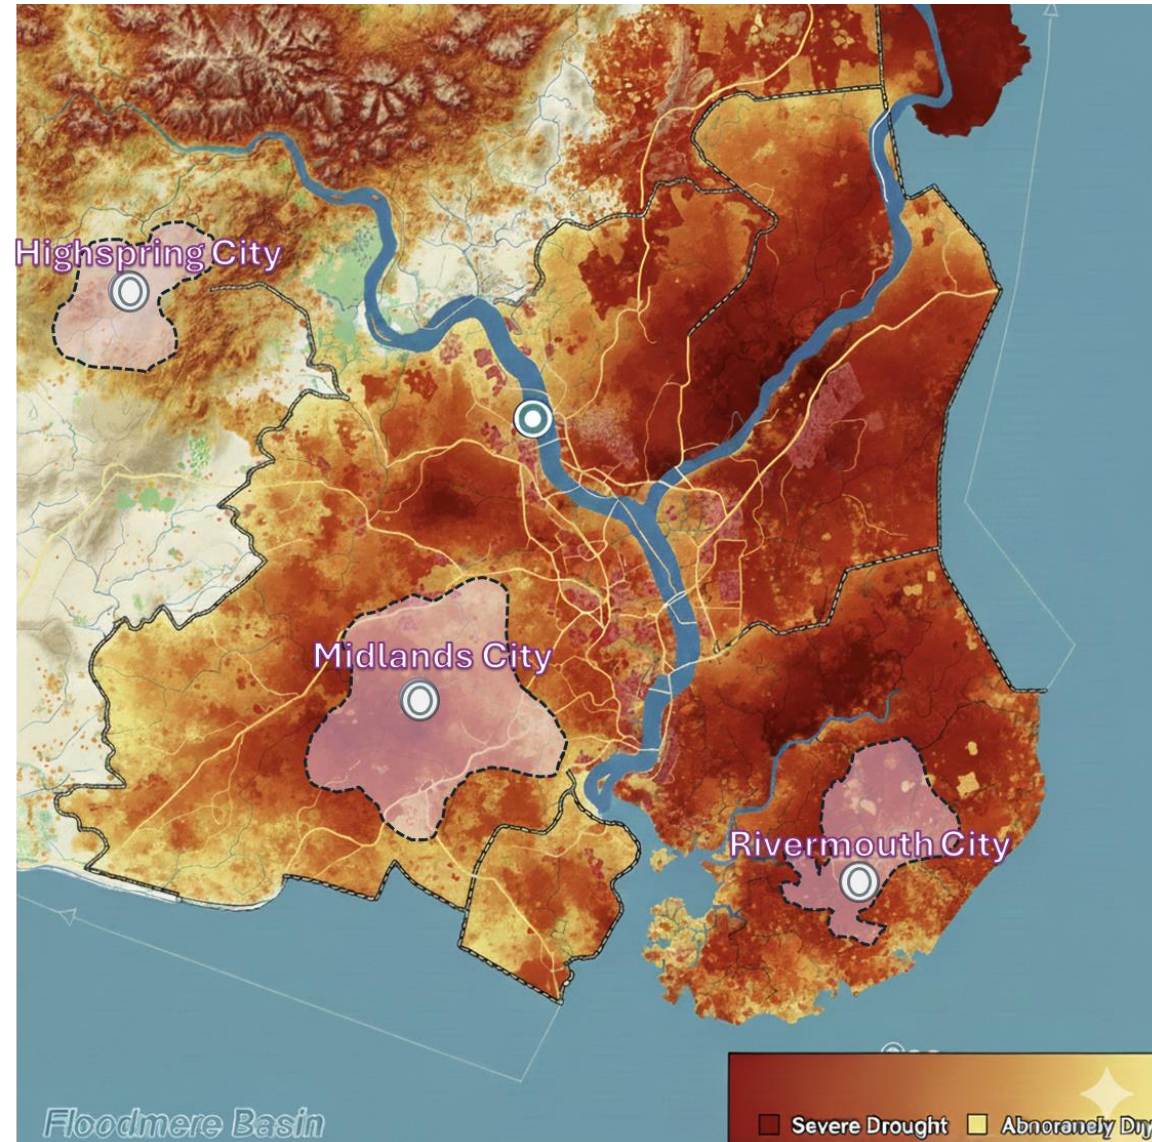 Highspring City
Midlands City
Rivermouth City
Floodmere Basin
Severe Drought
Abnoranely Dry